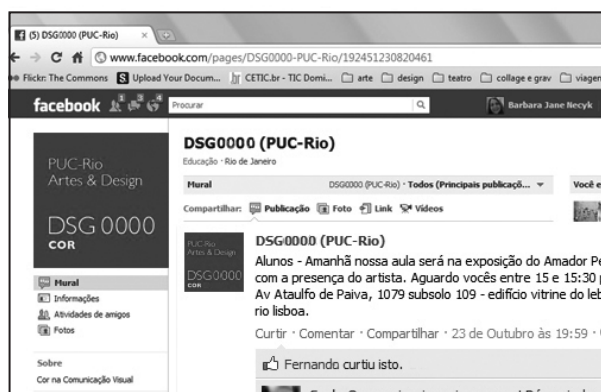 (5) DSG0000 (PUC-Rio)
www.facebook.com/pages/DSG0000-PUC-Rio/192451230820461
Flickr: The Commons Upload Your Docum... CETIC.br - TIC Domi... arte design teatro collage e grav viagen
facebook 1 3 4 Procurar Barbara Jane Necyk
PUC-Rio
Artes & Design
DSG 0000
COR
DSG0000 (PUC-Rio)
Educação · Rio de Janeiro
Mural DSG0000 (PUC-Rio) · Todos (Principais publicaçõ... Você e
Compartilhar: Publicação Foto Link Vídeos
PUC-Rio
Artes & Design
DSG0000
COR
DSG0000 (PUC-Rio)
Alunos - Amanhã nossa aula será na exposição do Amador Pe
com a presença do artista. Aguardo vocês entre 15 e 15:30
Av Ataulfo de Paiva, 1079 subsolo 109 - edifício vitrine do leb
rio lisboa.
Curtir · Comentar · Compartilhar · 23 de Outubro às 19:59 ·
Fernando curtiu isto.
Mural
Informações
Atividades de amigos
Fotos
Sobre
Cor na Comunicação Visual